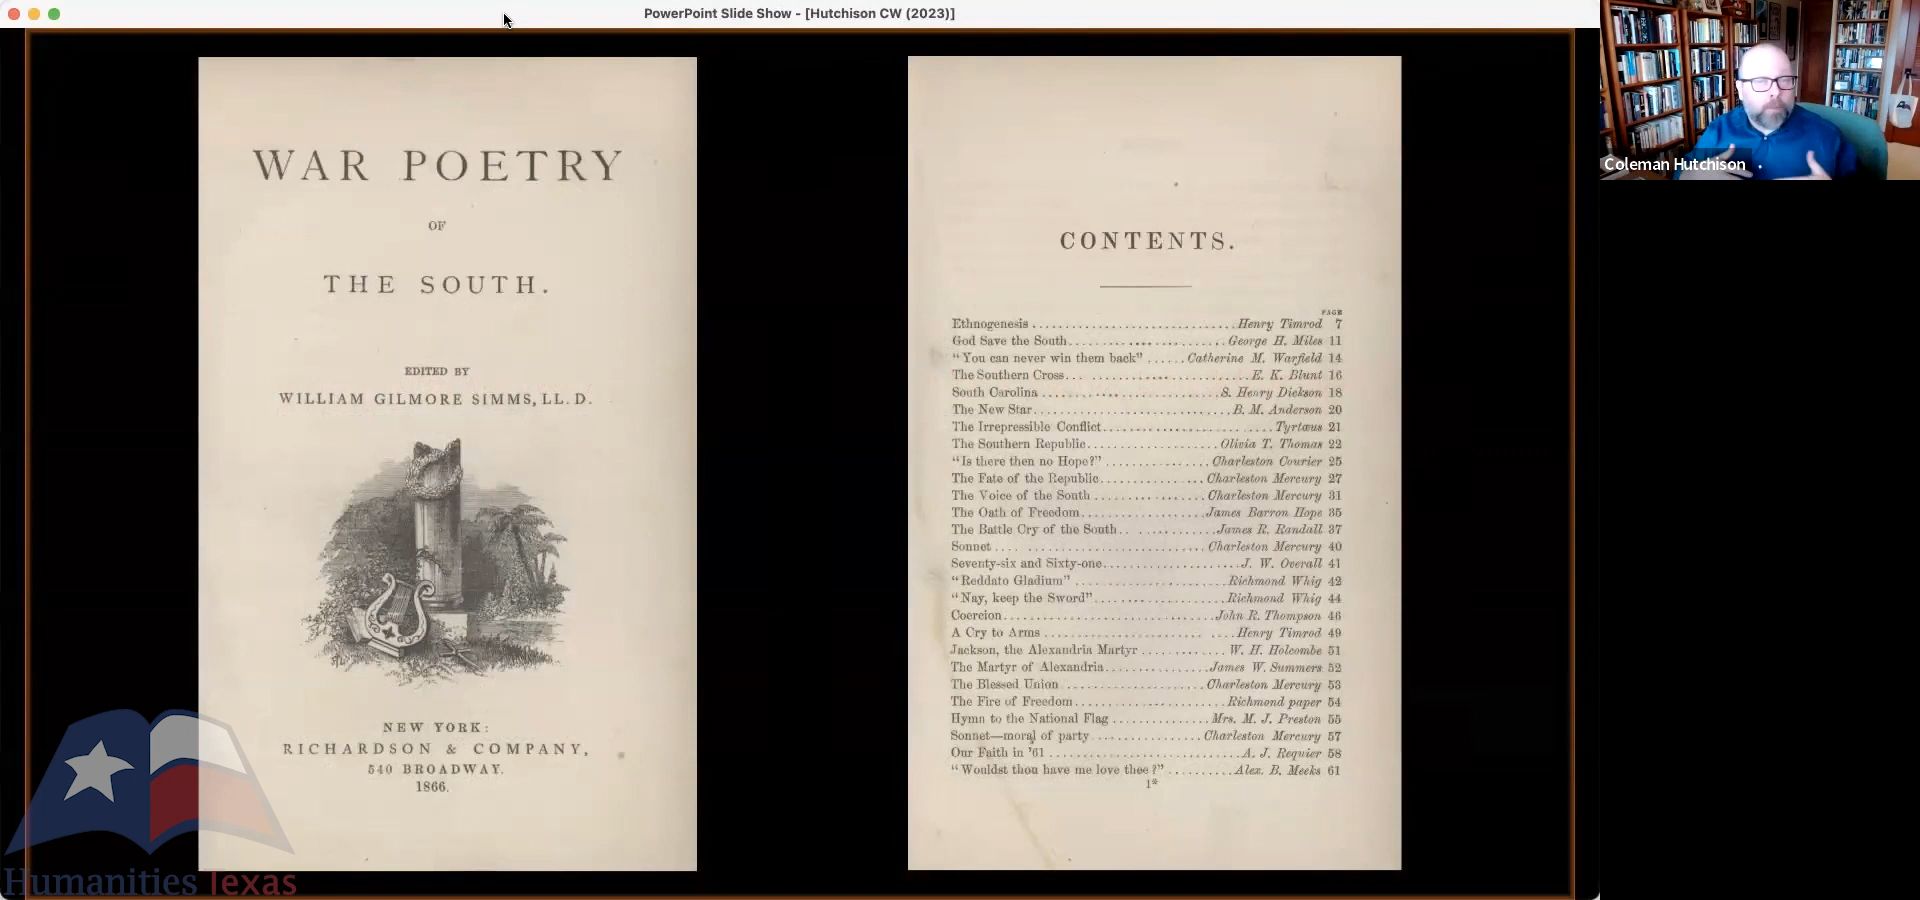 PowerPoint Slide Show - [Hutchison CW (2023)]
WAR POETRY
OF
THE SOUTH.
EDITED BY
WILLIAM GILMORE SIMMS, LL. D.
NEW YORK:
RICHARDSON & COMPANY,
540 BROADWAY.
1866.
CONTENTS.
PAGE
Ethnogenesis .............................. Henry Timrod 7
God Save the South........................ George H. Miles 11
“You can never win them back” ...... Catherine M. Warfield 14
The Southern Cross........................ E. K. Blunt 16
South Carolina ........................... S. Henry Dickson 18
The New Star.............................. B. M. Anderson 20
The Irrepressible Conflict.......................... Tyrtæus 21
The Southern Republic.................... Olivia T. Thomas 22
“Is there then no Hope?” ............... Charleston Courier 25
The Fate of the Republic................ Charleston Mercury 27
The Voice of the South ................. Charleston Mercury 31
The Oath of Freedom..................... James Barron Hope 35
The Battle Cry of the South.. ........... James R. Randall 37
Sonnet .... ............................ Charleston Mercury 40
Seventy-six and Sixty-one..................... J. W. Overall 41
“Reddato Gladium” ........................ Richmond Whig 42
“Nay, keep the Sword”..................... Richmond Whig 44
Coercion................................ John R. Thompson 46
A Cry to Arms ........................ .... Henry Timrod 49
Jackson, the Alexandria Martyr .......... W. H. Holcombe 51
The Martyr of Alexandria................ James W. Summers 52
The Blessed Union ...................... Charleston Mercury 53
The Fire of Freedom...................... Richmond paper 54
Hymn to the National Flag ............... Mrs. M. J. Preston 55
Sonnet—moral of party .................. Charleston Mercury 57
Our Faith in ’61 ........................... A. J. Requier 58
“Wouldst thou have me love thee?” .......... Alex. B. Meeks 61
1*
Coleman Hutchison
Humanities Texas